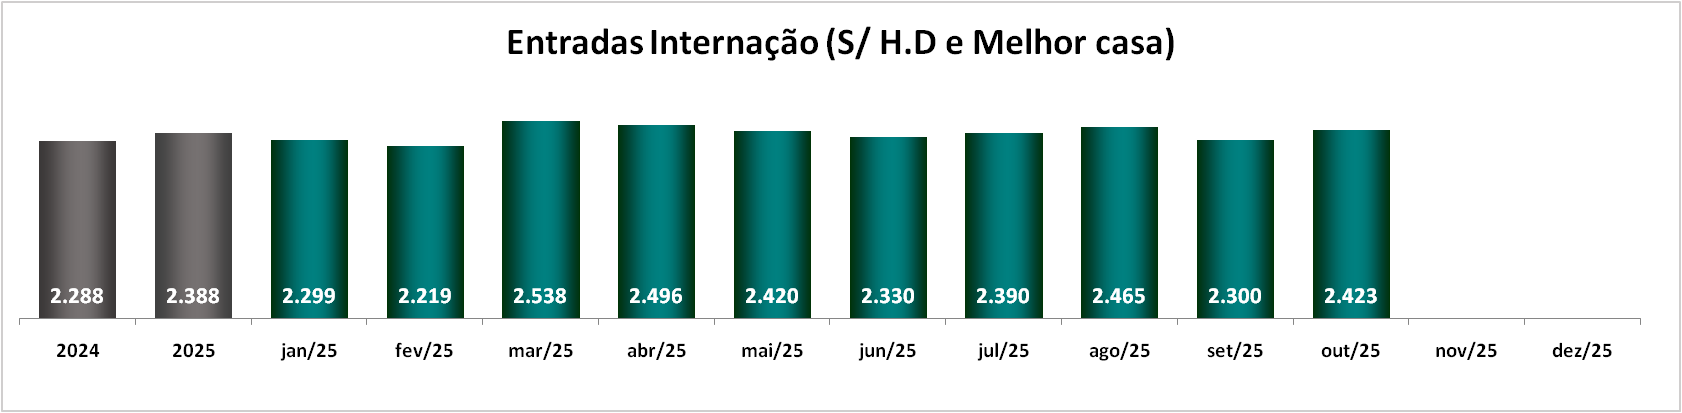 Entradas Internação (S/ H.D e Melhor casa)
2.288 2.388 2.299 2.219 2.538 2.496 2.420 2.330 2.390 2.465 2.300 2.423
2024 2025 jan/25 fev/25 mar/25 abr/25 mai/25 jun/25 jul/25 ago/25 set/25 out/25 nov/25 dez/25